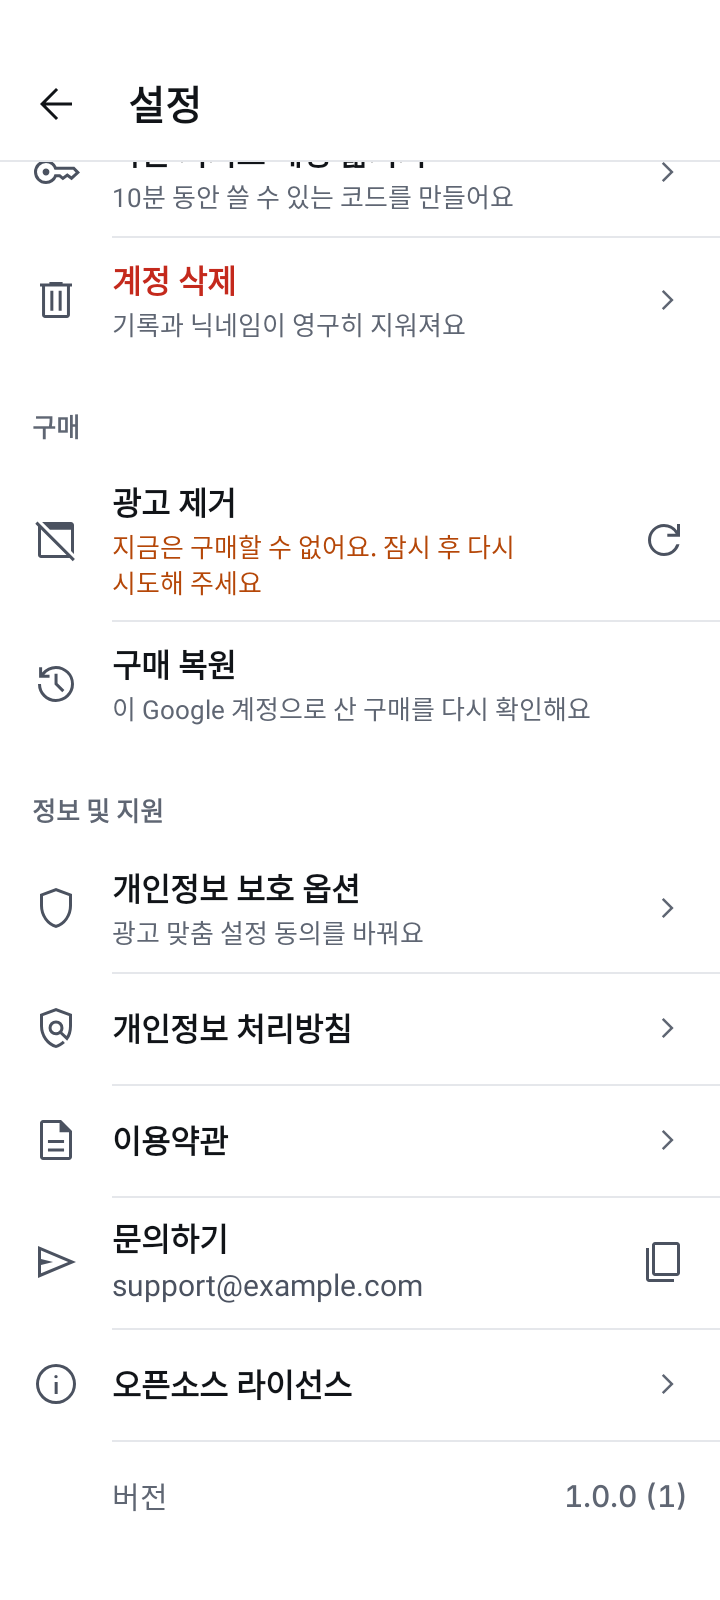 설정
10분 동안 쓸 수 있는 코드를 만들어요
계정 삭제
기록과 닉네임이 영구히 지워져요
구매
광고 제거
지금은 구매할 수 없어요. 잠시 후 다시
시도해 주세요
구매 복원
이 Google 계정으로 산 구매를 다시 확인해요
정보 및 지원
개인정보 보호 옵션
광고 맞춤 설정 동의를 바꿔요
개인정보 처리방침
이용약관
문의하기
support@example.com
오픈소스 라이선스
버전 1.0.0 (1)